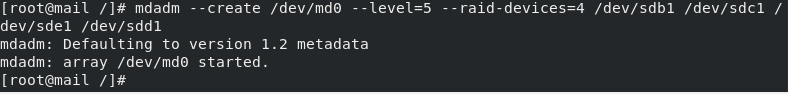 [root@mail /]# mdadm --create /dev/md0 --level=5 --raid-devices=4 /dev/sdb1 /dev/sdc1 /
dev/sde1 /dev/sdd1
mdadm: Defaulting to version 1.2 metadata
mdadm: array /dev/md0 started.
[root@mail /]#